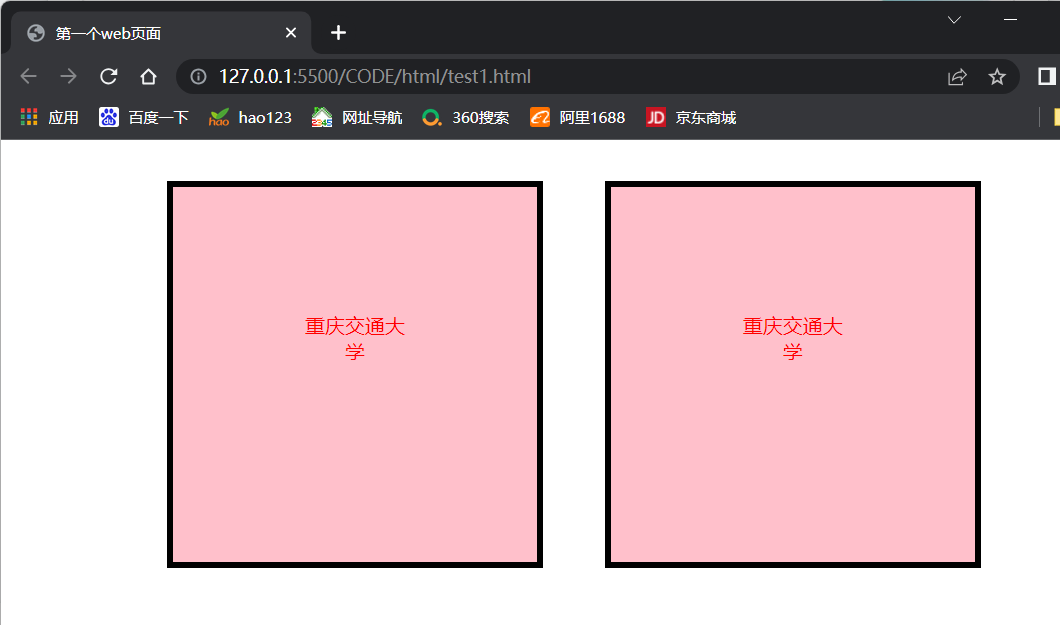 第一个web页面
127.0.0.1:5500/CODE/html/test1.html
应用 百度一下 hao123 网址导航 360搜索 阿里1688 JD 京东商城
重庆交通大
学
重庆交通大
学